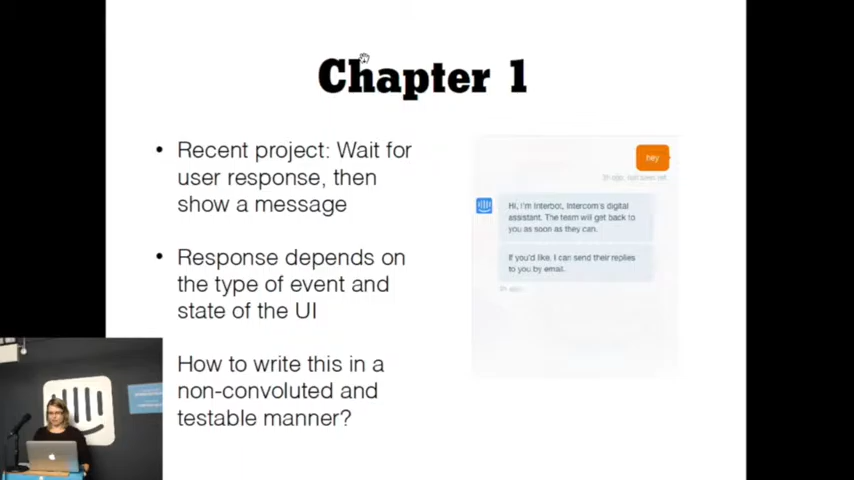 Chapter 1
• Recent project: Wait for
user response, then
show a message
• Response depends on
the type of event and
state of the UI
How to write this in a
non-convoluted and
testable manner?
hey
Hi, I'm Interbot, Intercom's digital
assistant. The team will get back to
you as soon as they can.
If you'd like, I can send their replies
to you by email.